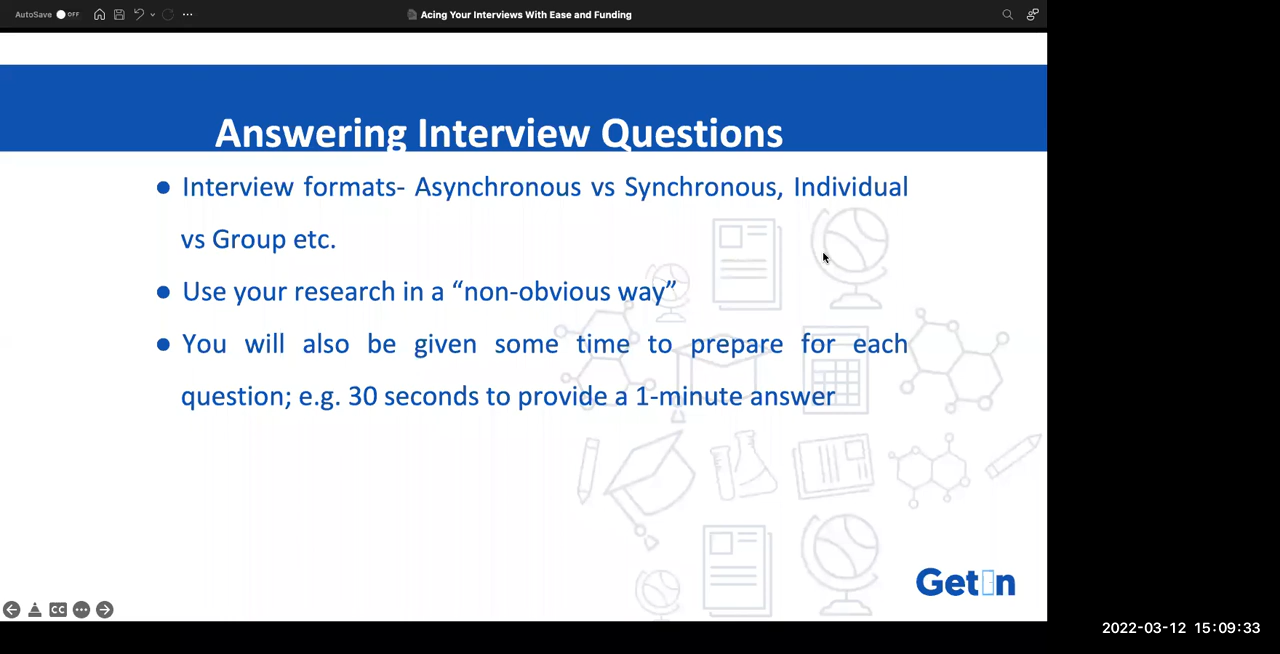 AutoSave OFF
Acing Your Interviews With Ease and Funding
Answering Interview Questions
● Interview formats- Asynchronous vs Synchronous, Individual
vs Group etc.
● Use your research in a “non-obvious way”
● You will also be given some time to prepare for each
question; e.g. 30 seconds to provide a 1-minute answer
GetIn
CC
2022-03-12 15:09:33